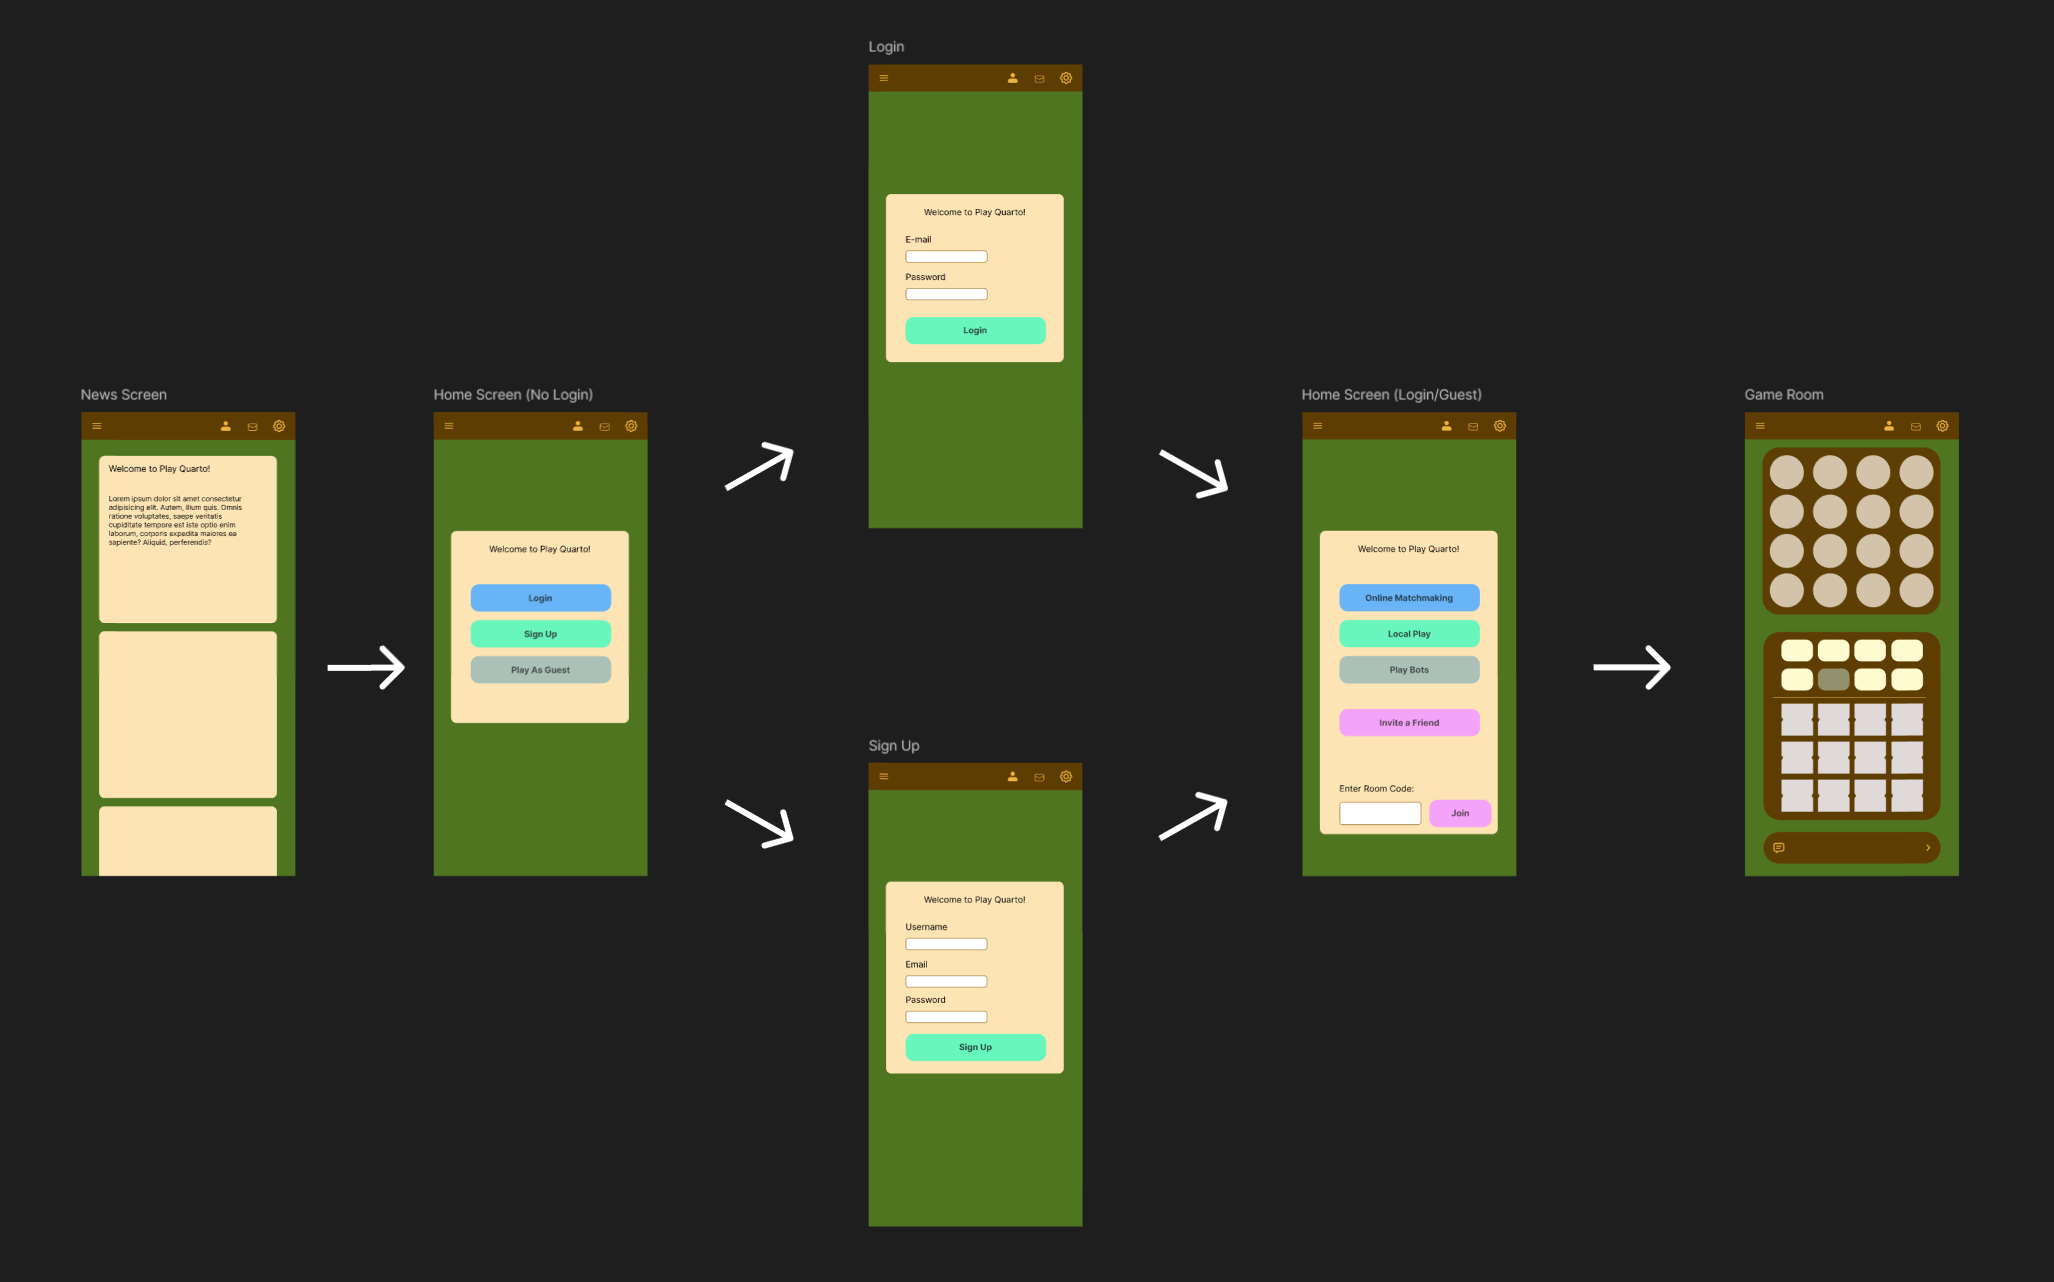 Login
Welcome to Play Quarto!
E-mail
Password
Login
News Screen
Welcome to Play Quarto!
Lorem ipsum dolor sit amet consectetur
adipisicing elit. Autem, illum quis. Omnis
ratione voluptates, saepe veritatis
cupiditate tempore est iste optio enim
laborum, corporis expedita maiores ea
sapiente? Aliquid, perferendis?
Home Screen (No Login)
Welcome to Play Quarto!
Login
Sign Up
Play As Guest
Home Screen (Login/Guest)
Welcome to Play Quarto!
Online Matchmaking
Local Play
Play Bots
Invite a Friend
Enter Room Code:
Join
Game Room
Sign Up
Welcome to Play Quarto!
Username
Email
Password
Sign Up